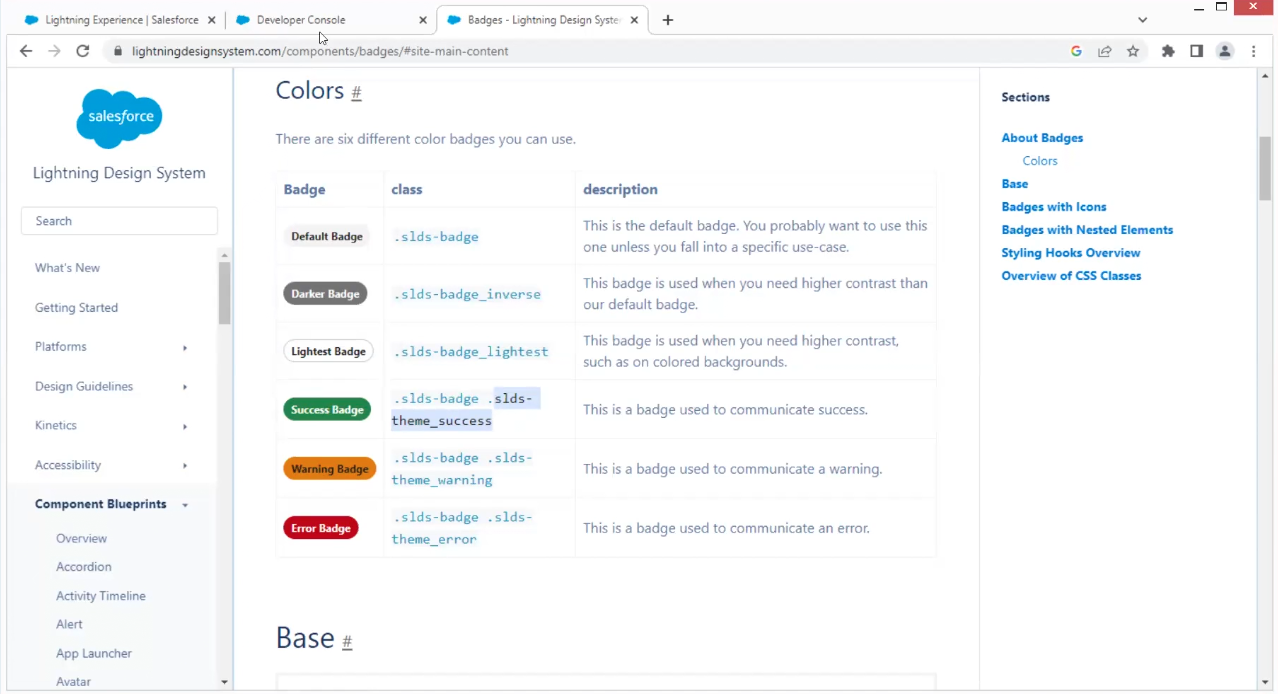 Lightning Experience | Salesforce
Developer Console
Badges - Lightning Design Syste
lightningdesignsystem.com/components/badges/#site-main-content
salesforce
Lightning Design System
Search
What's New
Getting Started
Platforms
Design Guidelines
Kinetics
Accessibility
Component Blueprints
Overview
Accordion
Activity Timeline
Alert
App Launcher
Avatar
Colors #
There are six different color badges you can use.
Badge class description
Default Badge .slds-badge This is the default badge. You probably want to use this
one unless you fall into a specific use-case.
Darker Badge .slds-badge_inverse This badge is used when you need higher contrast than
our default badge.
Lightest Badge .slds-badge_lightest This badge is used when you need higher contrast,
such as on colored backgrounds.
Success Badge .slds-badge .slds-
theme_success This is a badge used to communicate success.
Warning Badge .slds-badge .slds-
theme_warning This is a badge used to communicate a warning.
Error Badge .slds-badge .slds-
theme_error This is a badge used to communicate an error.
Base #
Sections
About Badges
Colors
Base
Badges with Icons
Badges with Nested Elements
Styling Hooks Overview
Overview of CSS Classes